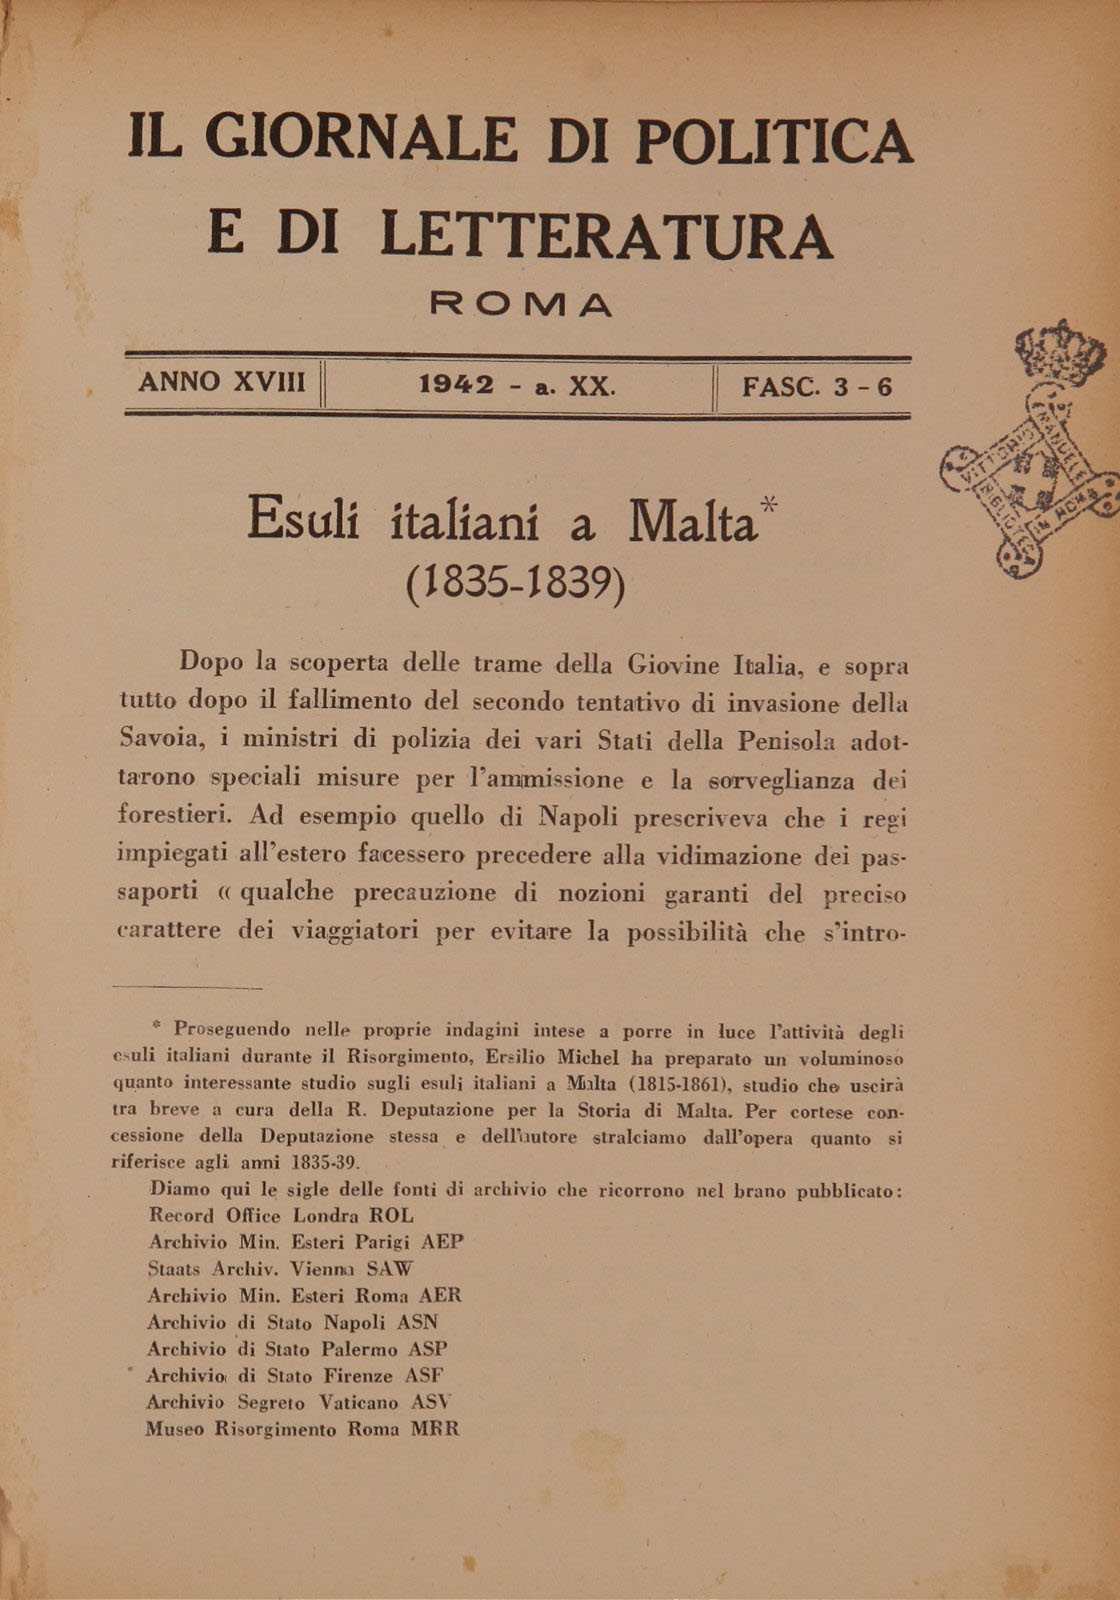 IL GIORNALE DI POLITICA
E DI LETTERATURA
ROMA
ANNO XVIII 1942 - a. XX. FASC. 3 - 6
VITTORIO EMANUELE
BIBLIOTECA IN ROMA
Esuli italiani a Malta*
(1835-1839)
Dopo la scoperta delle trame della Giovine Italia, e sopra
tutto dopo il fallimento del secondo tentativo di invasione della
Savoia, i ministri di polizia dei vari Stati della Penisola adot-
tarono speciali misure per l'ammissione e la sorveglianza dei
forestieri. Ad esempio quello di Napoli prescriveva che i regi
impiegati all'estero facessero precedere alla vidimazione dei pas-
saporti « qualche precauzione di nozioni garanti del preciso
carattere dei viaggiatori per evitare la possibilità che s'intro-
* Proseguendo nelle proprie indagini intese a porre in luce l'attività degli
esuli italiani durante il Risorgimento, Ersilio Michel ha preparato un voluminoso
quanto interessante studio sugli esuli italiani a Malta (1815-1861), studio che uscirà
tra breve a cura della R. Deputazione per la Storia di Malta. Per cortese con-
cessione della Deputazione stessa e dell'autore stralciamo dall'opera quanto si
riferisce agli anni 1835-39.
Diamo qui le sigle delle fonti di archivio che ricorrono nel brano pubblicato:
Record Office Londra ROL
Archivio Min. Esteri Parigi AEP
Staats Archiv. Vienna SAW
Archivio Min. Esteri Roma AER
Archivio di Stato Napoli ASN
Archivio di Stato Palermo ASP
Archivio di Stato Firenze ASF
Archivio Segreto Vaticano ASV
Museo Risorgimento Roma MRR